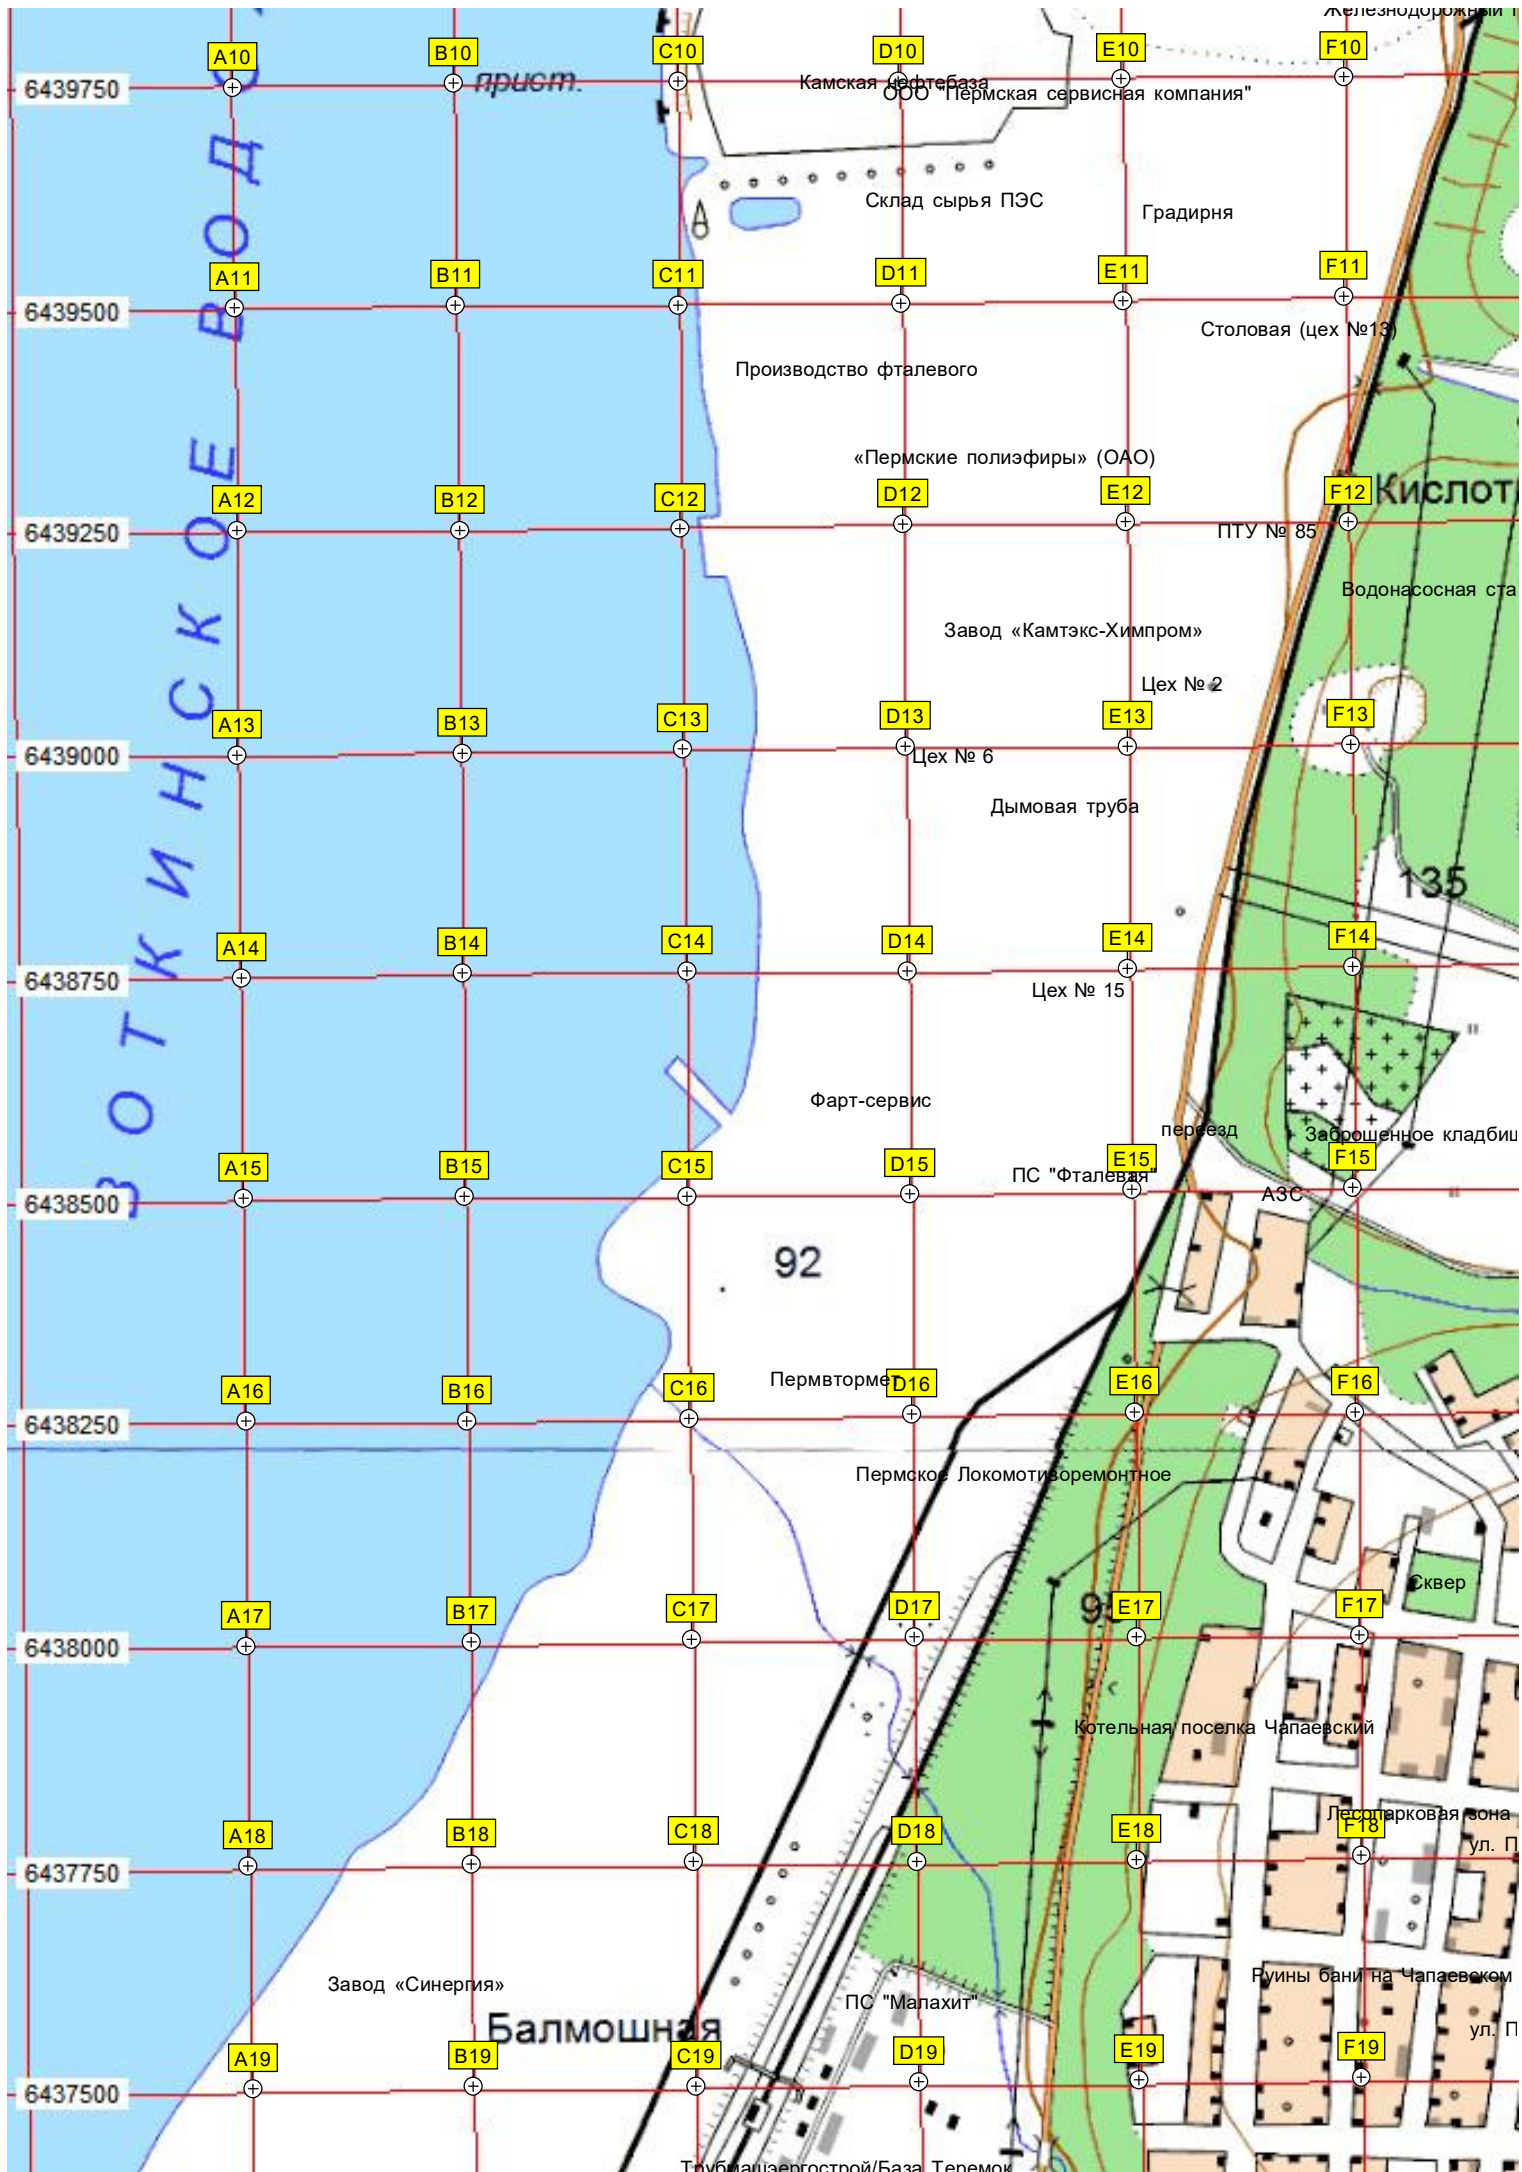 Железнодорожный
A10 B10 C10 D10 E10 F10
6439750
прист.
Камская нефтебаза
ООО "Пермская сервисная компания"
Склад сырья ПЭС
Градирня
A11 B11 C11 D11 E11 F11
6439500
Столовая (цех №13)
Производство фталевого
«Пермские полиэфиры» (ОАО)
A12 B12 C12 D12 E12 F12
Кислот
6439250
ПТУ № 85
Водонасосная ста
Завод «Камтэкс-Химпром»
Цех № 2
A13 B13 C13 D13 E13 F13
6439000
Цех № 6
Дымовая труба
135
A14 B14 C14 D14 E14 F14
6438750
Цех № 15
ВОТКИНСКОЕ ВОДО
Фарт-сервис
переезд
Заброшенное кладбищ
A15 B15 C15 D15 E15 F15
ПС "Фталевая"
АЗС
6438500
92
Пермвтормет
A16 B16 C16 D16 E16 F16
6438250
Пермское Локомотиворемонтное
Сквер
A17 B17 C17 D17 E17 F17
6438000
Котельная поселка Чапаевский
Лесопарковая зона
A18 B18 C18 D18 E18 F18
ул. П
6437750
Руины бани на Чапаевском
Завод «Синергия»
ПС "Малахит"
Балмошная
ул. П
A19 B19 C19 D19 E19 F19
6437500
Трубмашэнергострой/База Теремок